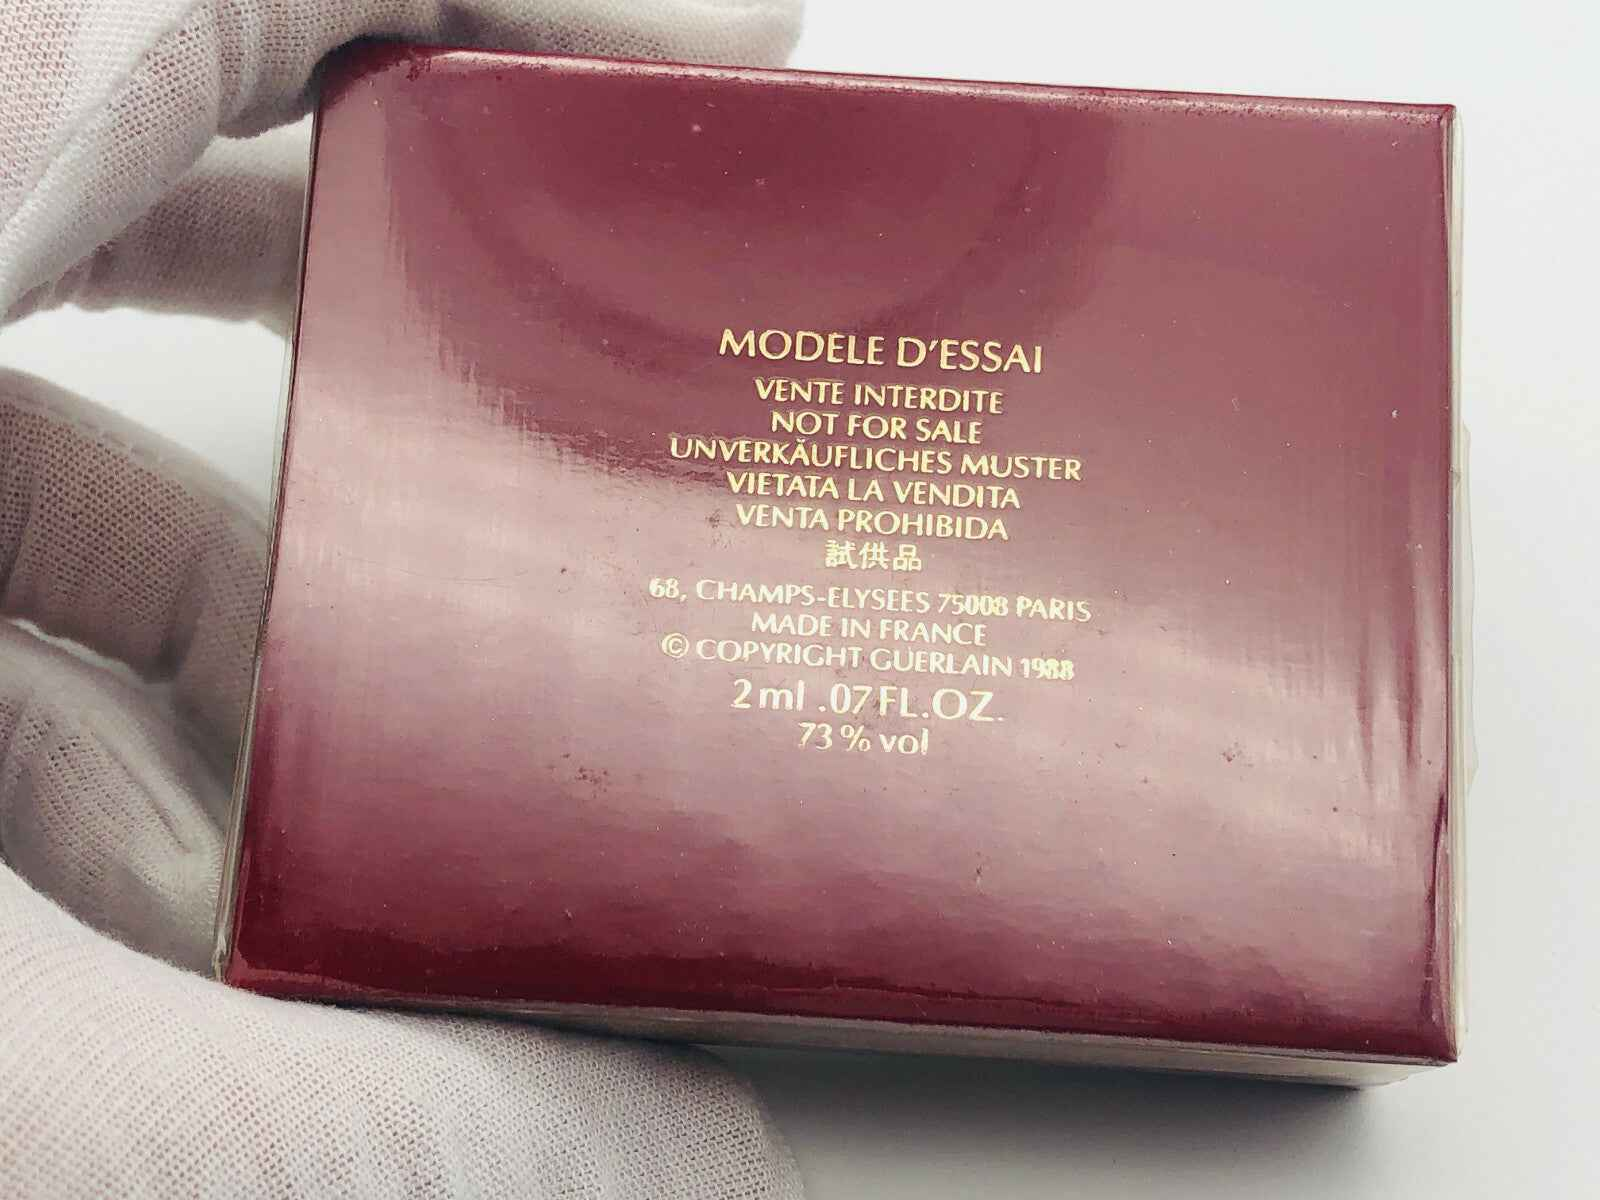 MODELE D'ESSAI
VENTE INTERDITE
NOT FOR SALE
UNVERKÄUFLICHES MUSTER
VIETATA LA VENDITA
VENTA PROHIBIDA
試供品
68, CHAMPS-ELYSEES 75008 PARIS
MADE IN FRANCE
© COPYRIGHT GUERLAIN 1988
2 ml .07 FL.OZ.
73 % vol